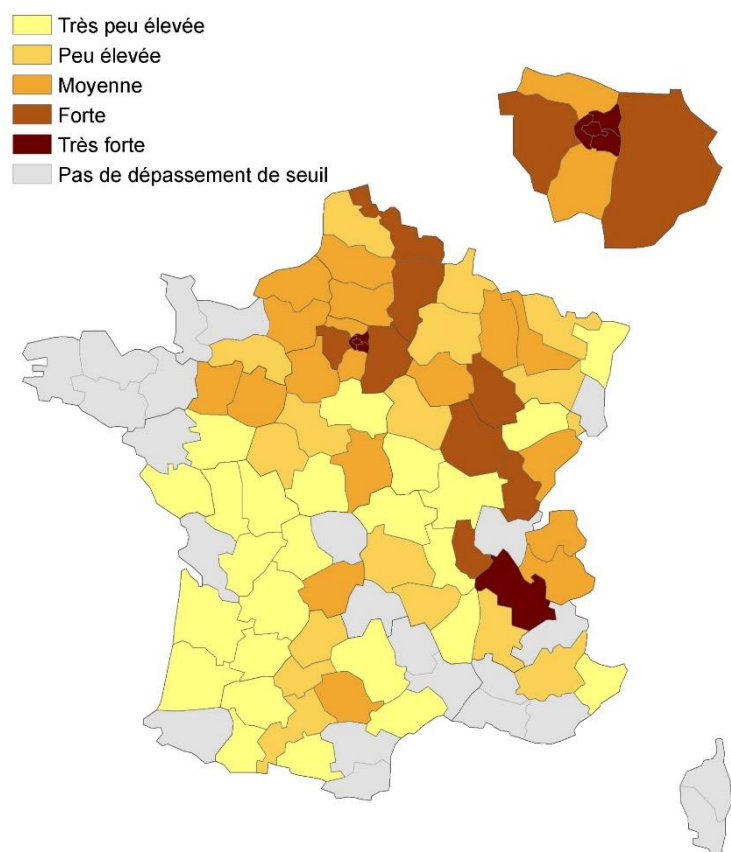 Très peu élevée
Peu élevée
Moyenne
Forte
Très forte
Pas de dépassement de seuil